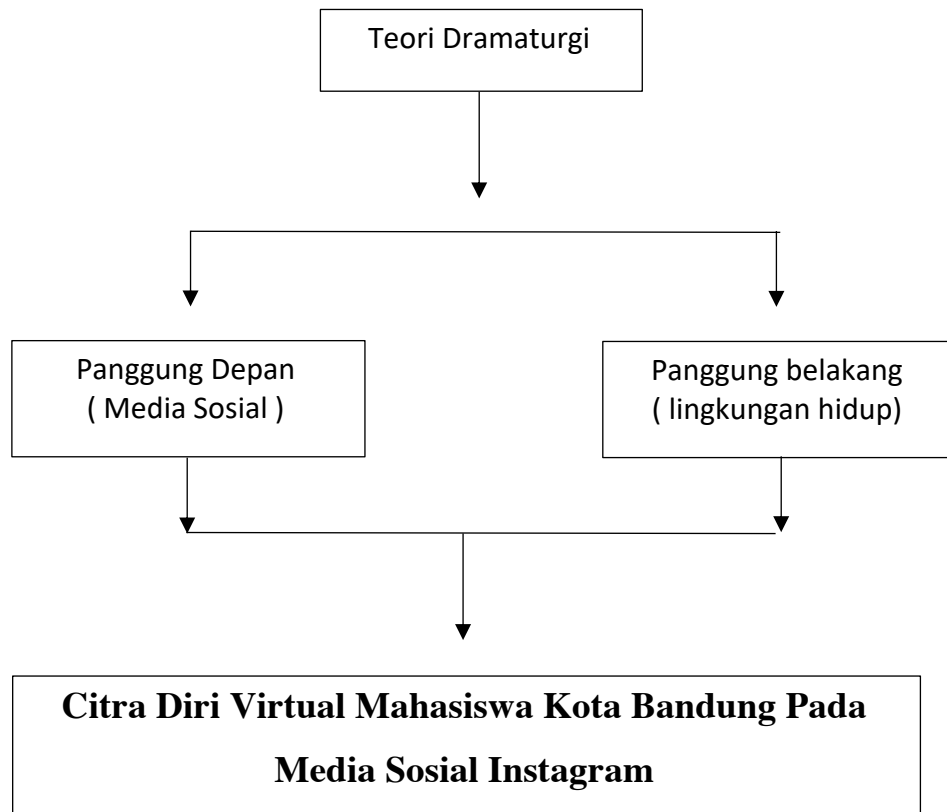 Teori Dramaturgi
Panggung Depan
( Media Sosial )
Panggung belakang
( lingkungan hidup)
Citra Diri Virtual Mahasiswa Kota Bandung Pada
Media Sosial Instagram